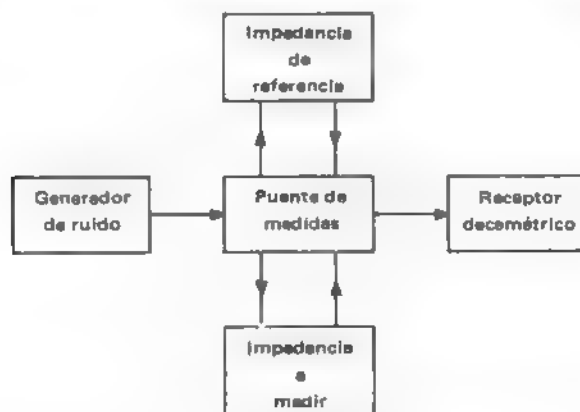 Impedancia
de
referencia
Generador
de ruido
Puente de
medidas
Receptor
decamétrico
Impedancia
a
medir